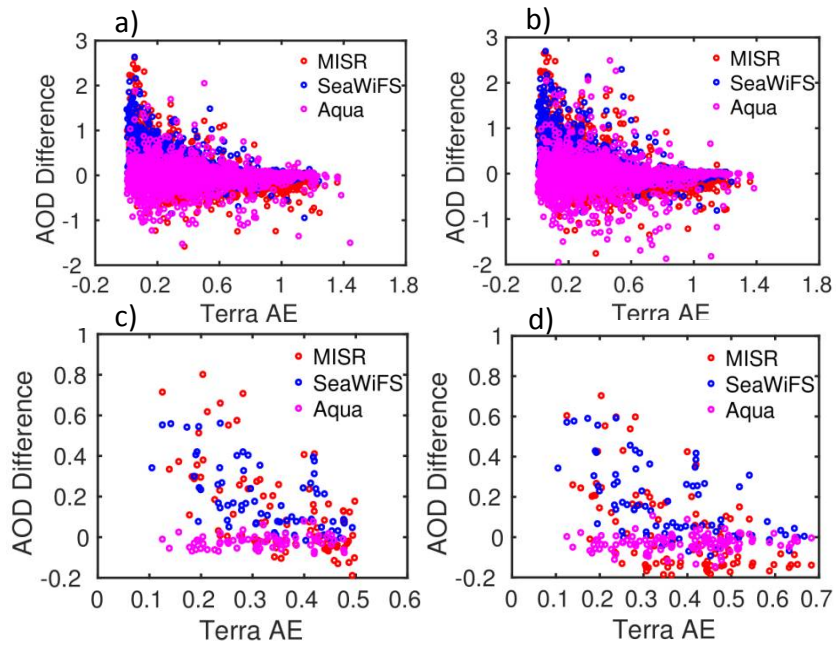 a)
MISR
SeaWiFS
Aqua
AOD Difference
3
2
1
0
-1
-2
-0.2 0.2 0.6 1 1.4 1.8
Terra AE
b)
MISR
SeaWiFS
Aqua
AOD Difference
3
2
1
0
-1
-2
-0.2 0.2 0.6 1 1.4 1.8
Terra AE
c)
MISR
SeaWiFS
Aqua
AOD Difference
1
0.8
0.6
0.4
0.2
0
-0.2
0 0.1 0.2 0.3 0.4 0.5 0.6
Terra AE
d)
MISR
SeaWiFS
Aqua
AOD Difference
1
0.8
0.6
0.4
0.2
0
-0.2
0 0.1 0.2 0.3 0.4 0.5 0.6 0.7
Terra AE